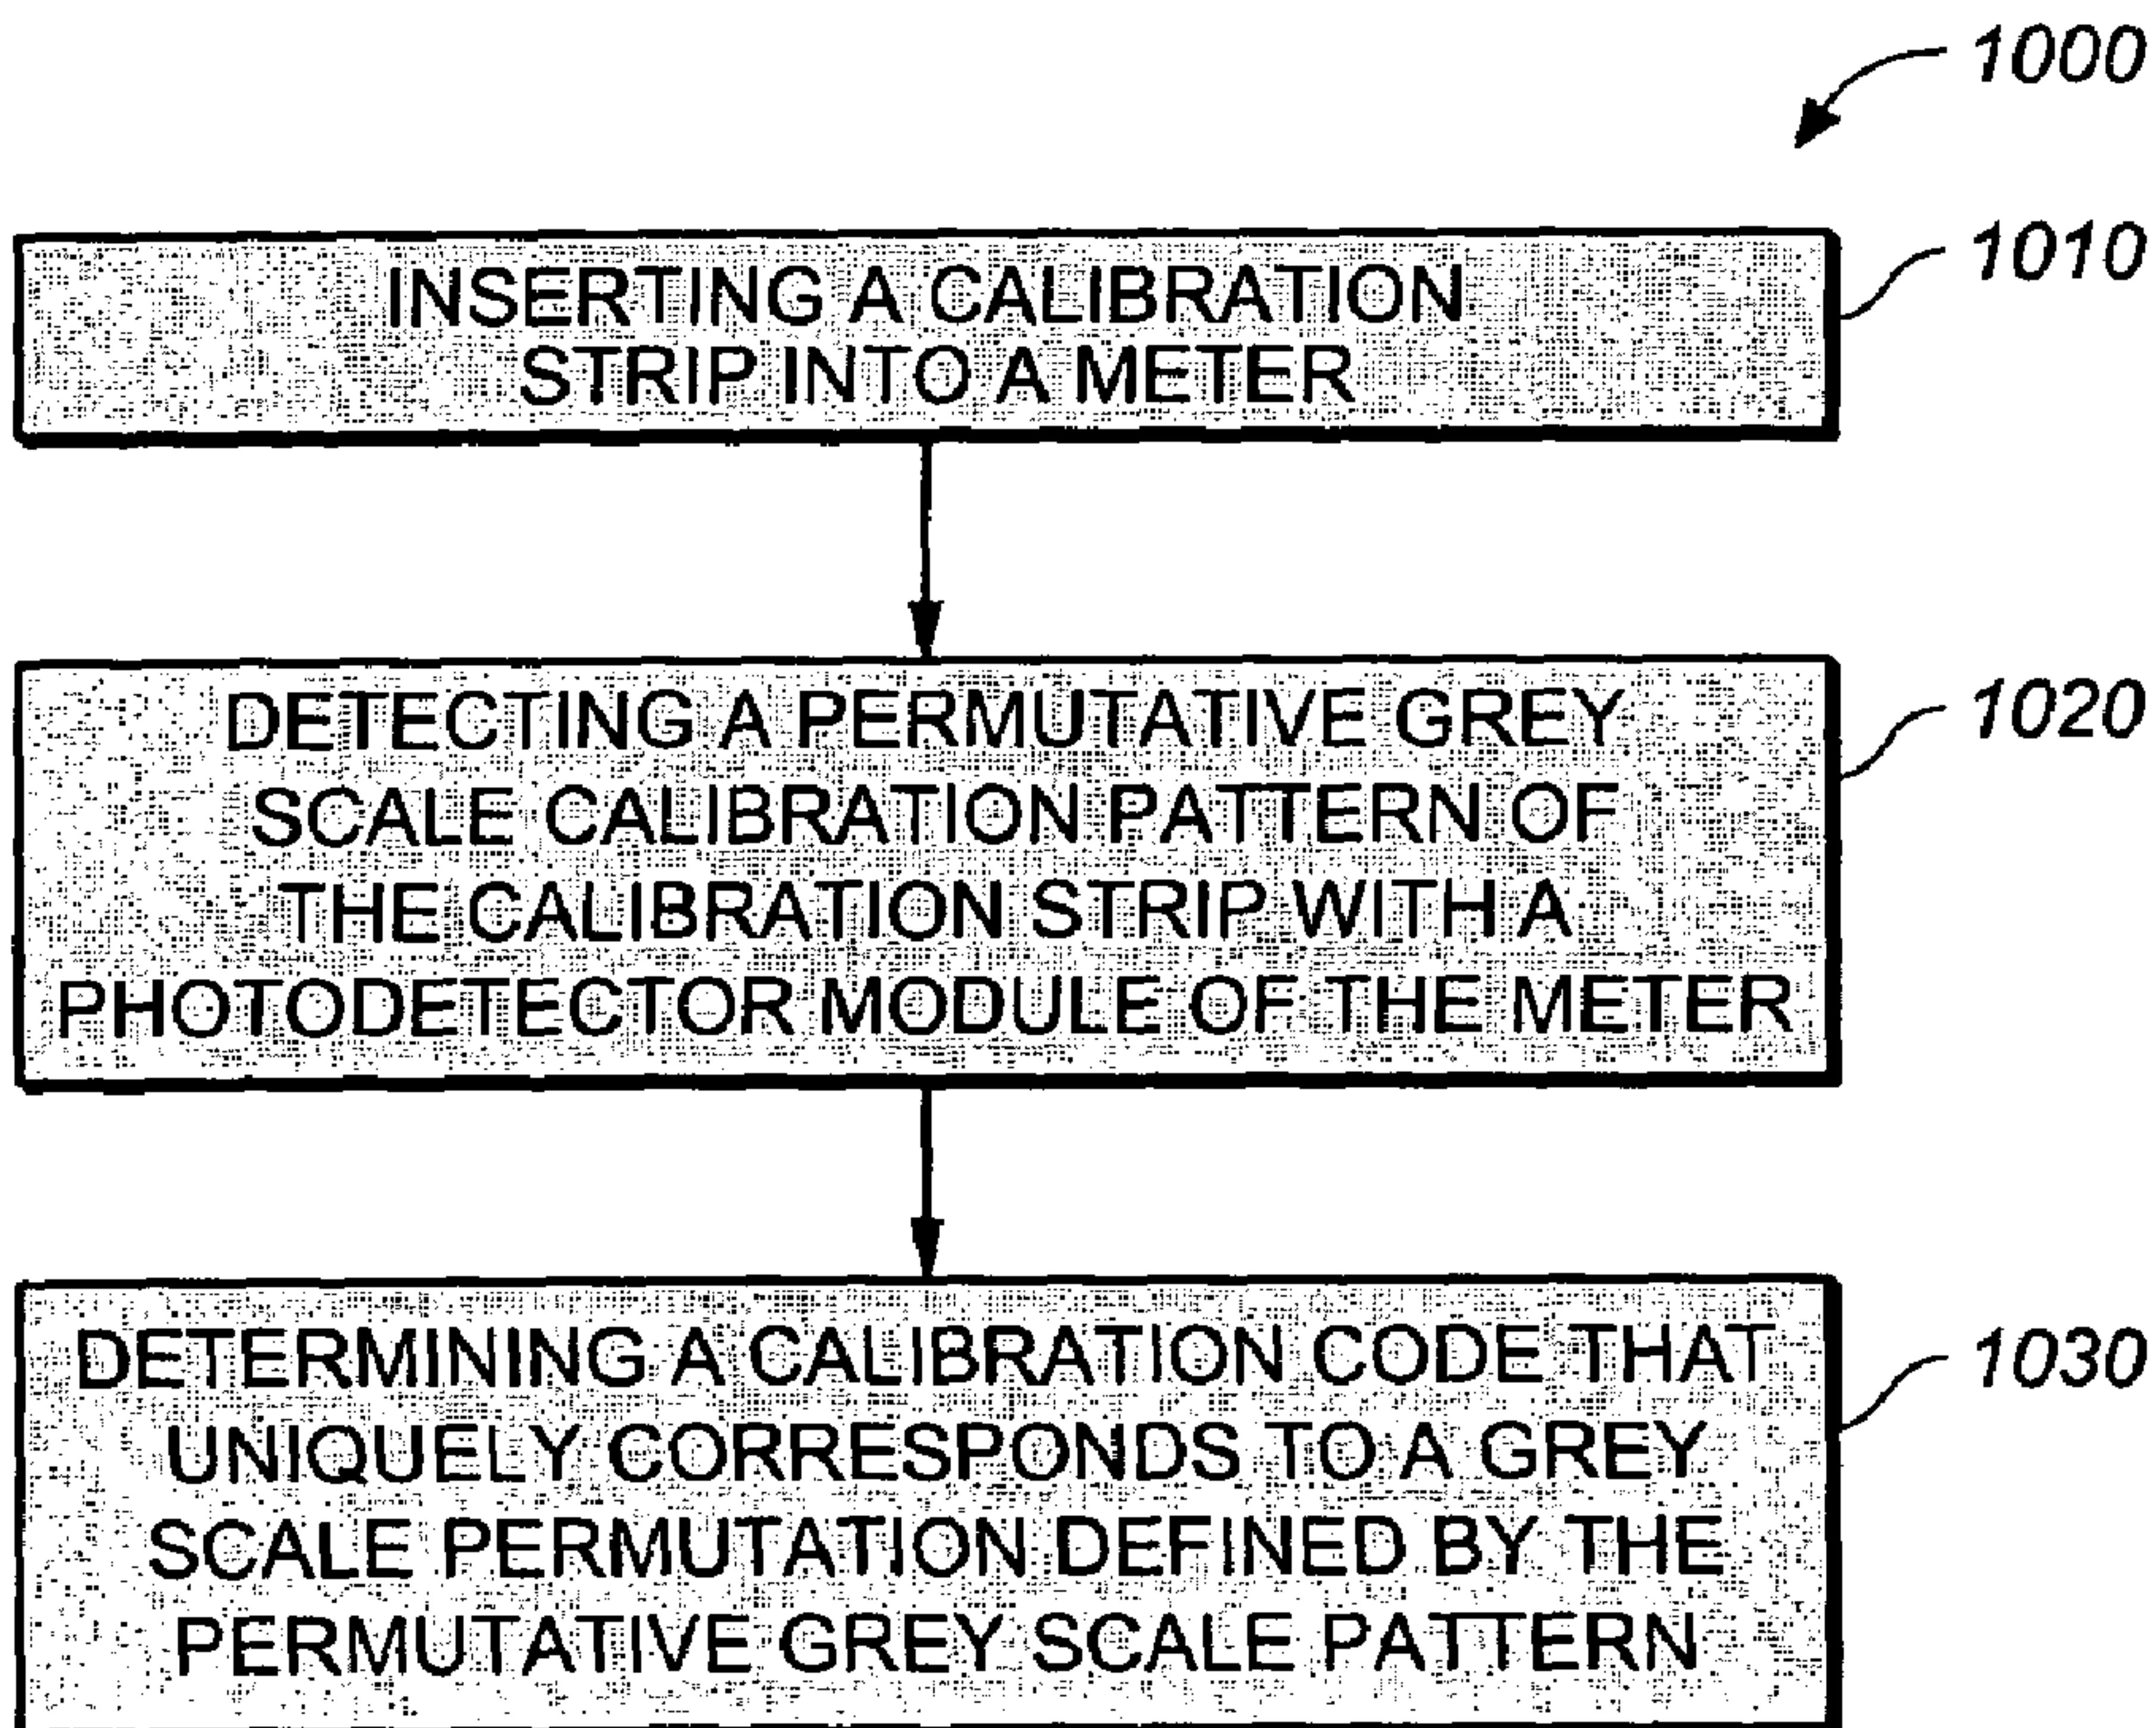 1000
1010
INSERTING A CALIBRATION
STRIP INTO A METER
1020
DETECTING A PERMUTATIVE GREY
SCALE CALIBRATION PATTERN OF
THE CALIBRATION STRIP WITH A
PHOTODETECTOR MODULE OF THE METER
1030
DETERMINING A CALIBRATION CODE THAT
UNIQUELY CORRESPONDS TO A GREY
SCALE PERMUTATION DEFINED BY THE
PERMUTATIVE GREY SCALE PATTERN